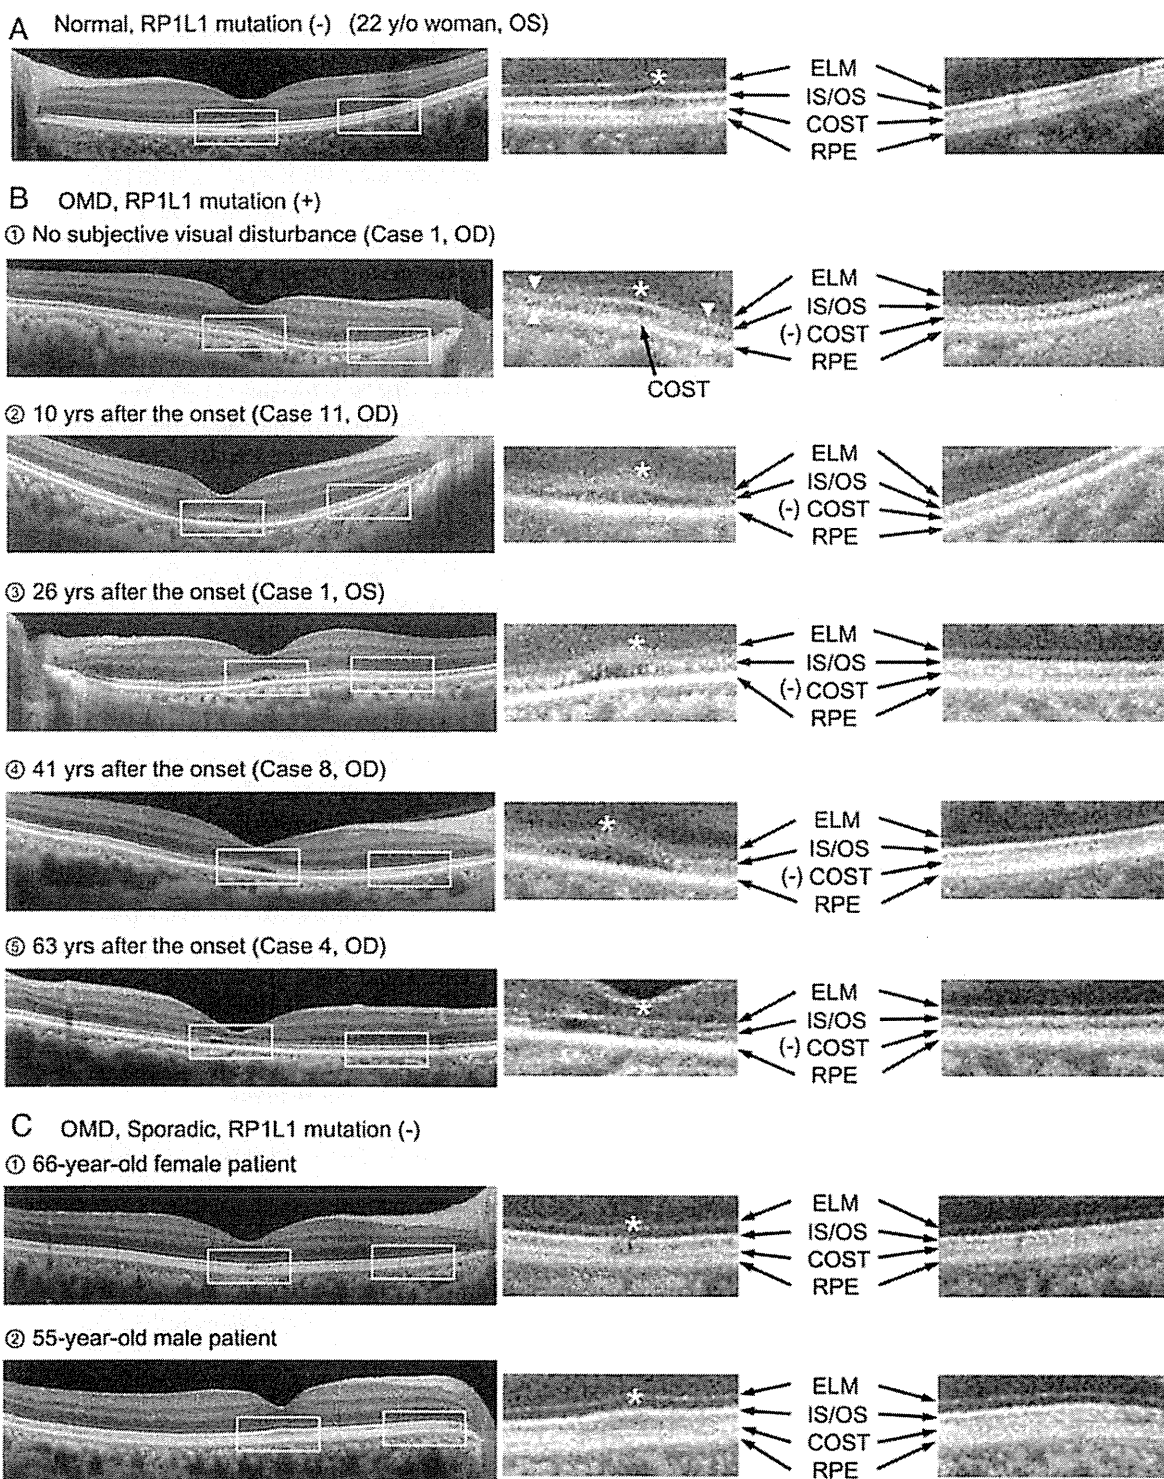 A Normal, RP1L1 mutation (-) (22 y/o woman, OS)
*
ELM
IS/OS
COST
RPE
B OMD, RP1L1 mutation (+)
① No subjective visual disturbance (Case 1, OD)
*
ELM
IS/OS
(-) COST
RPE
COST
② 10 yrs after the onset (Case 11, OD)
*
ELM
IS/OS
(-) COST
RPE
③ 26 yrs after the onset (Case 1, OS)
*
ELM
IS/OS
(-) COST
RPE
④ 41 yrs after the onset (Case 8, OD)
*
ELM
IS/OS
(-) COST
RPE
⑤ 63 yrs after the onset (Case 4, OD)
*
ELM
IS/OS
(-) COST
RPE
C OMD, Sporadic, RP1L1 mutation (-)
① 66-year-old female patient
*
ELM
IS/OS
COST
RPE
② 55-year-old male patient
*
ELM
IS/OS
COST
RPE